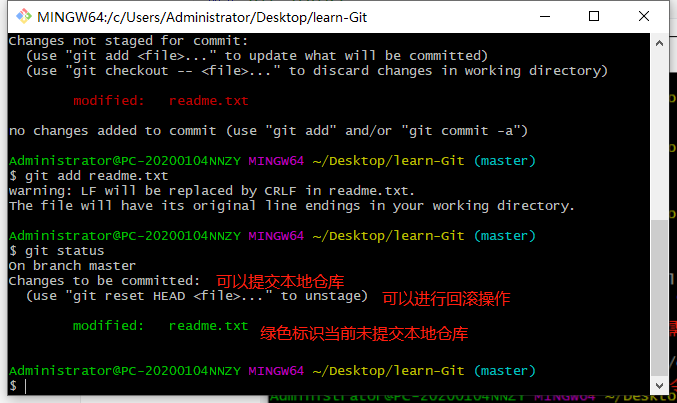 MINGW64:/c/Users/Administrator/Desktop/learn-Git
Changes not staged for commit:
(use "git add <file>..." to update what will be committed)
(use "git checkout -- <file>..." to discard changes in working directory)
modified: readme.txt
no changes added to commit (use "git add" and/or "git commit -a")
Administrator@PC-20200104NNZY MINGW64 ~/Desktop/learn-Git (master)
$ git add readme.txt
warning: LF will be replaced by CRLF in readme.txt.
The file will have its original line endings in your working directory.
Administrator@PC-20200104NNZY MINGW64 ~/Desktop/learn-Git (master)
$ git status
On branch master
Changes to be committed: 可以提交本地仓库
(use "git reset HEAD <file>..." to unstage) 可以进行回滚操作
modified: readme.txt 绿色标识当前未提交本地仓库
Administrator@PC-20200104NNZY MINGW64 ~/Desktop/learn-Git (master)
$